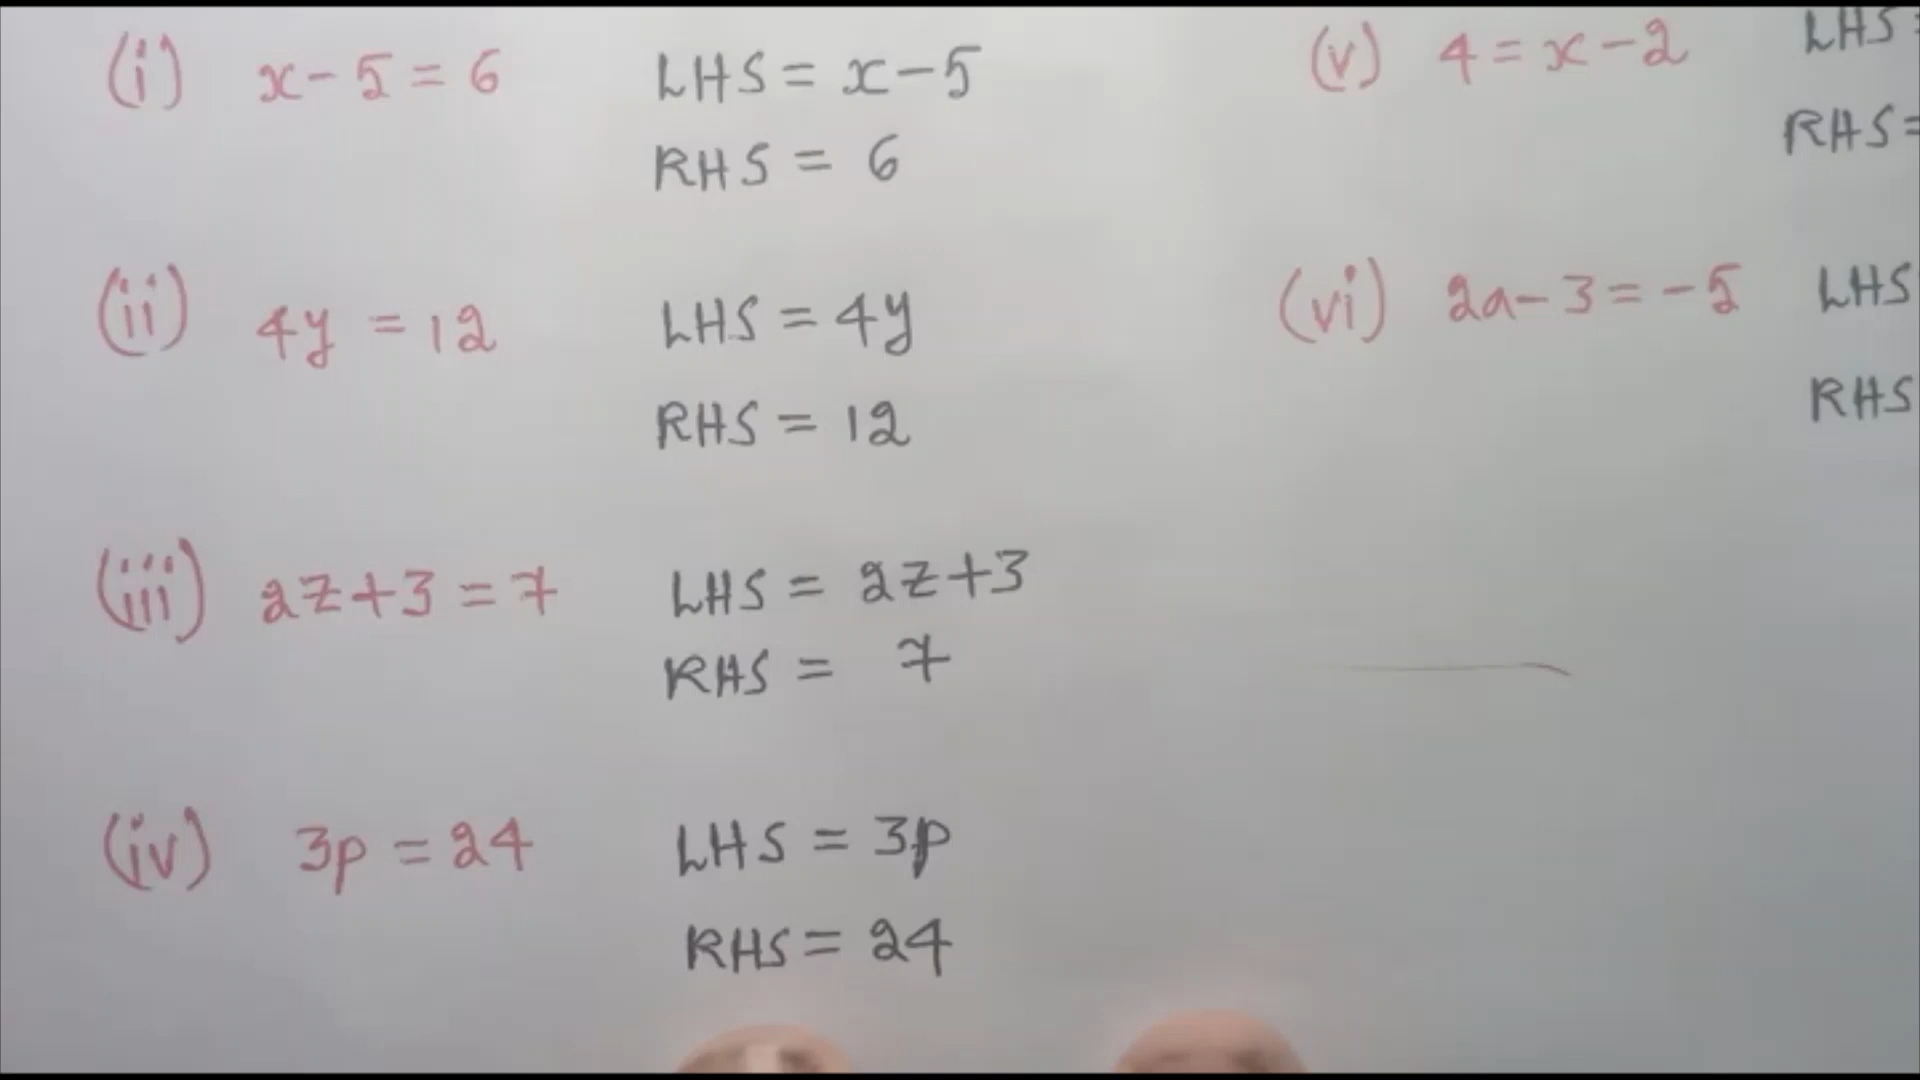 (i) x-5=6 LHS = x-5
RHS = 6
(ii) 4y = 12 LHS = 4y
RHS = 12
(iii) 2z+3=7 LHS = 2z+3
RHS = 7
(iv) 3p = 24 LHS = 3p
RHS = 24
(v) 4=x-2 LHS =
RHS =
(vi) 2a-3=-5 LHS
RHS